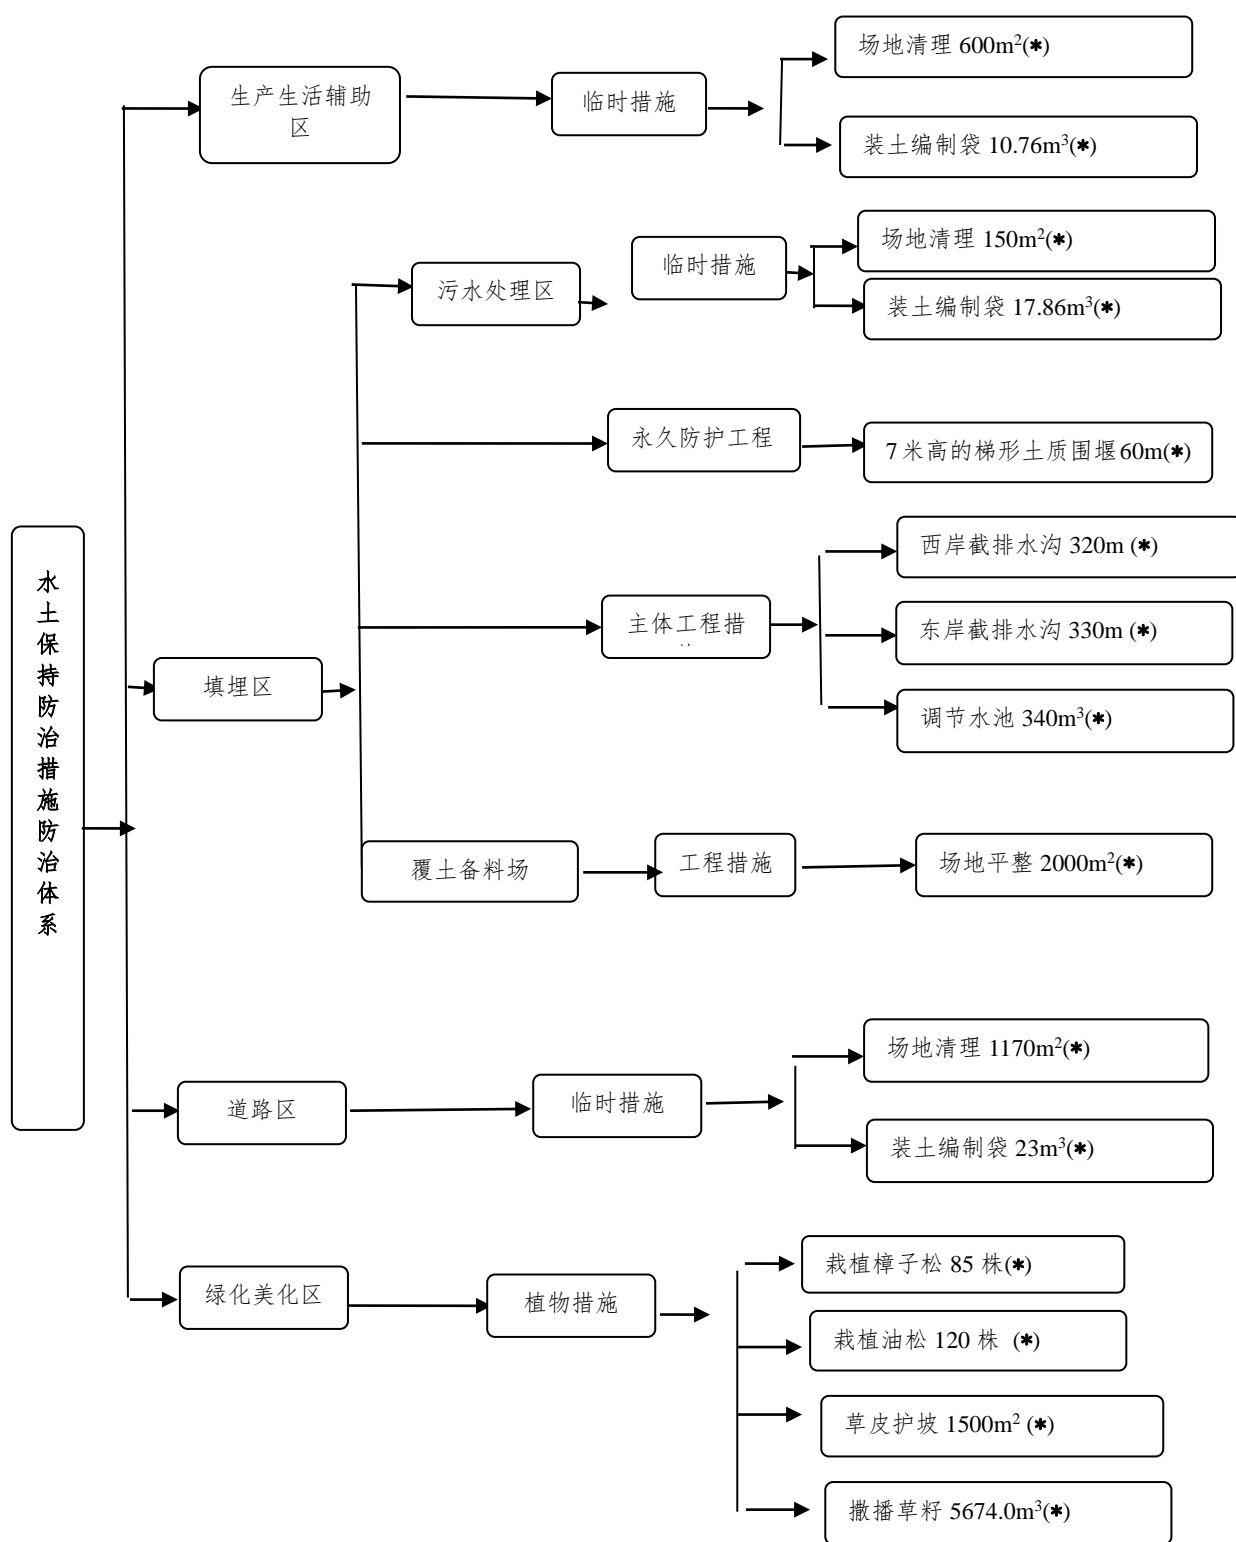 水土保持防治措施防治体系
生产生活辅助
区
临时措施
场地清理 600m²(*)
装土编制袋 10.76m³(*)
填埋区
污水处理区
临时措施
场地清理 150m²(*)
装土编制袋 17.86m³(*)
永久防护工程
7 米高的梯形土质围堰 60m(*)
主体工程措
西岸截排水沟 320m (*)
东岸截排水沟 330m (*)
调节水池 340m³(*)
覆土备料场
工程措施
场地平整 2000m²(*)
道路区
临时措施
场地清理 1170m²(*)
装土编制袋 23m³(*)
绿化美化区
植物措施
栽植樟子松 85 株(*)
栽植油松 120 株 (*)
草皮护坡 1500m² (*)
撒播草籽 5674.0m³(*)